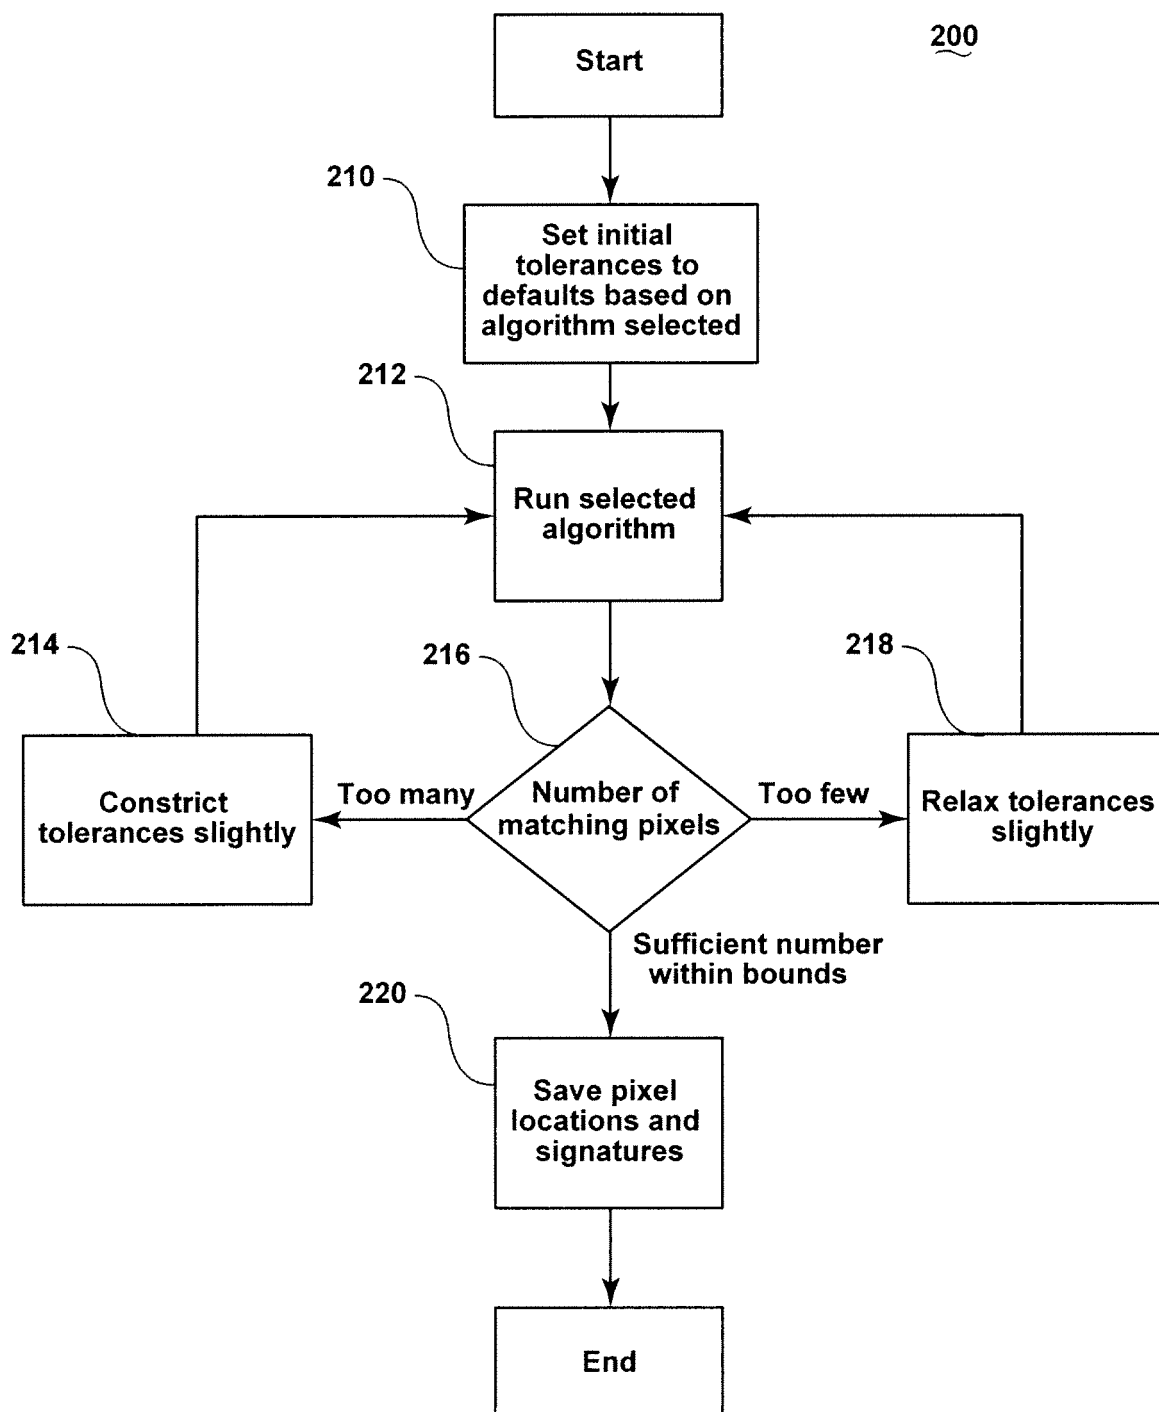 200
Start
210
Set initial
tolerances to
defaults based on
algorithm selected
212
Run selected
algorithm
214
216
218
Constrict
tolerances slightly
Too many
Number of
matching pixels
Too few
Relax tolerances
slightly
Sufficient number
within bounds
220
Save pixel
locations and
signatures
End